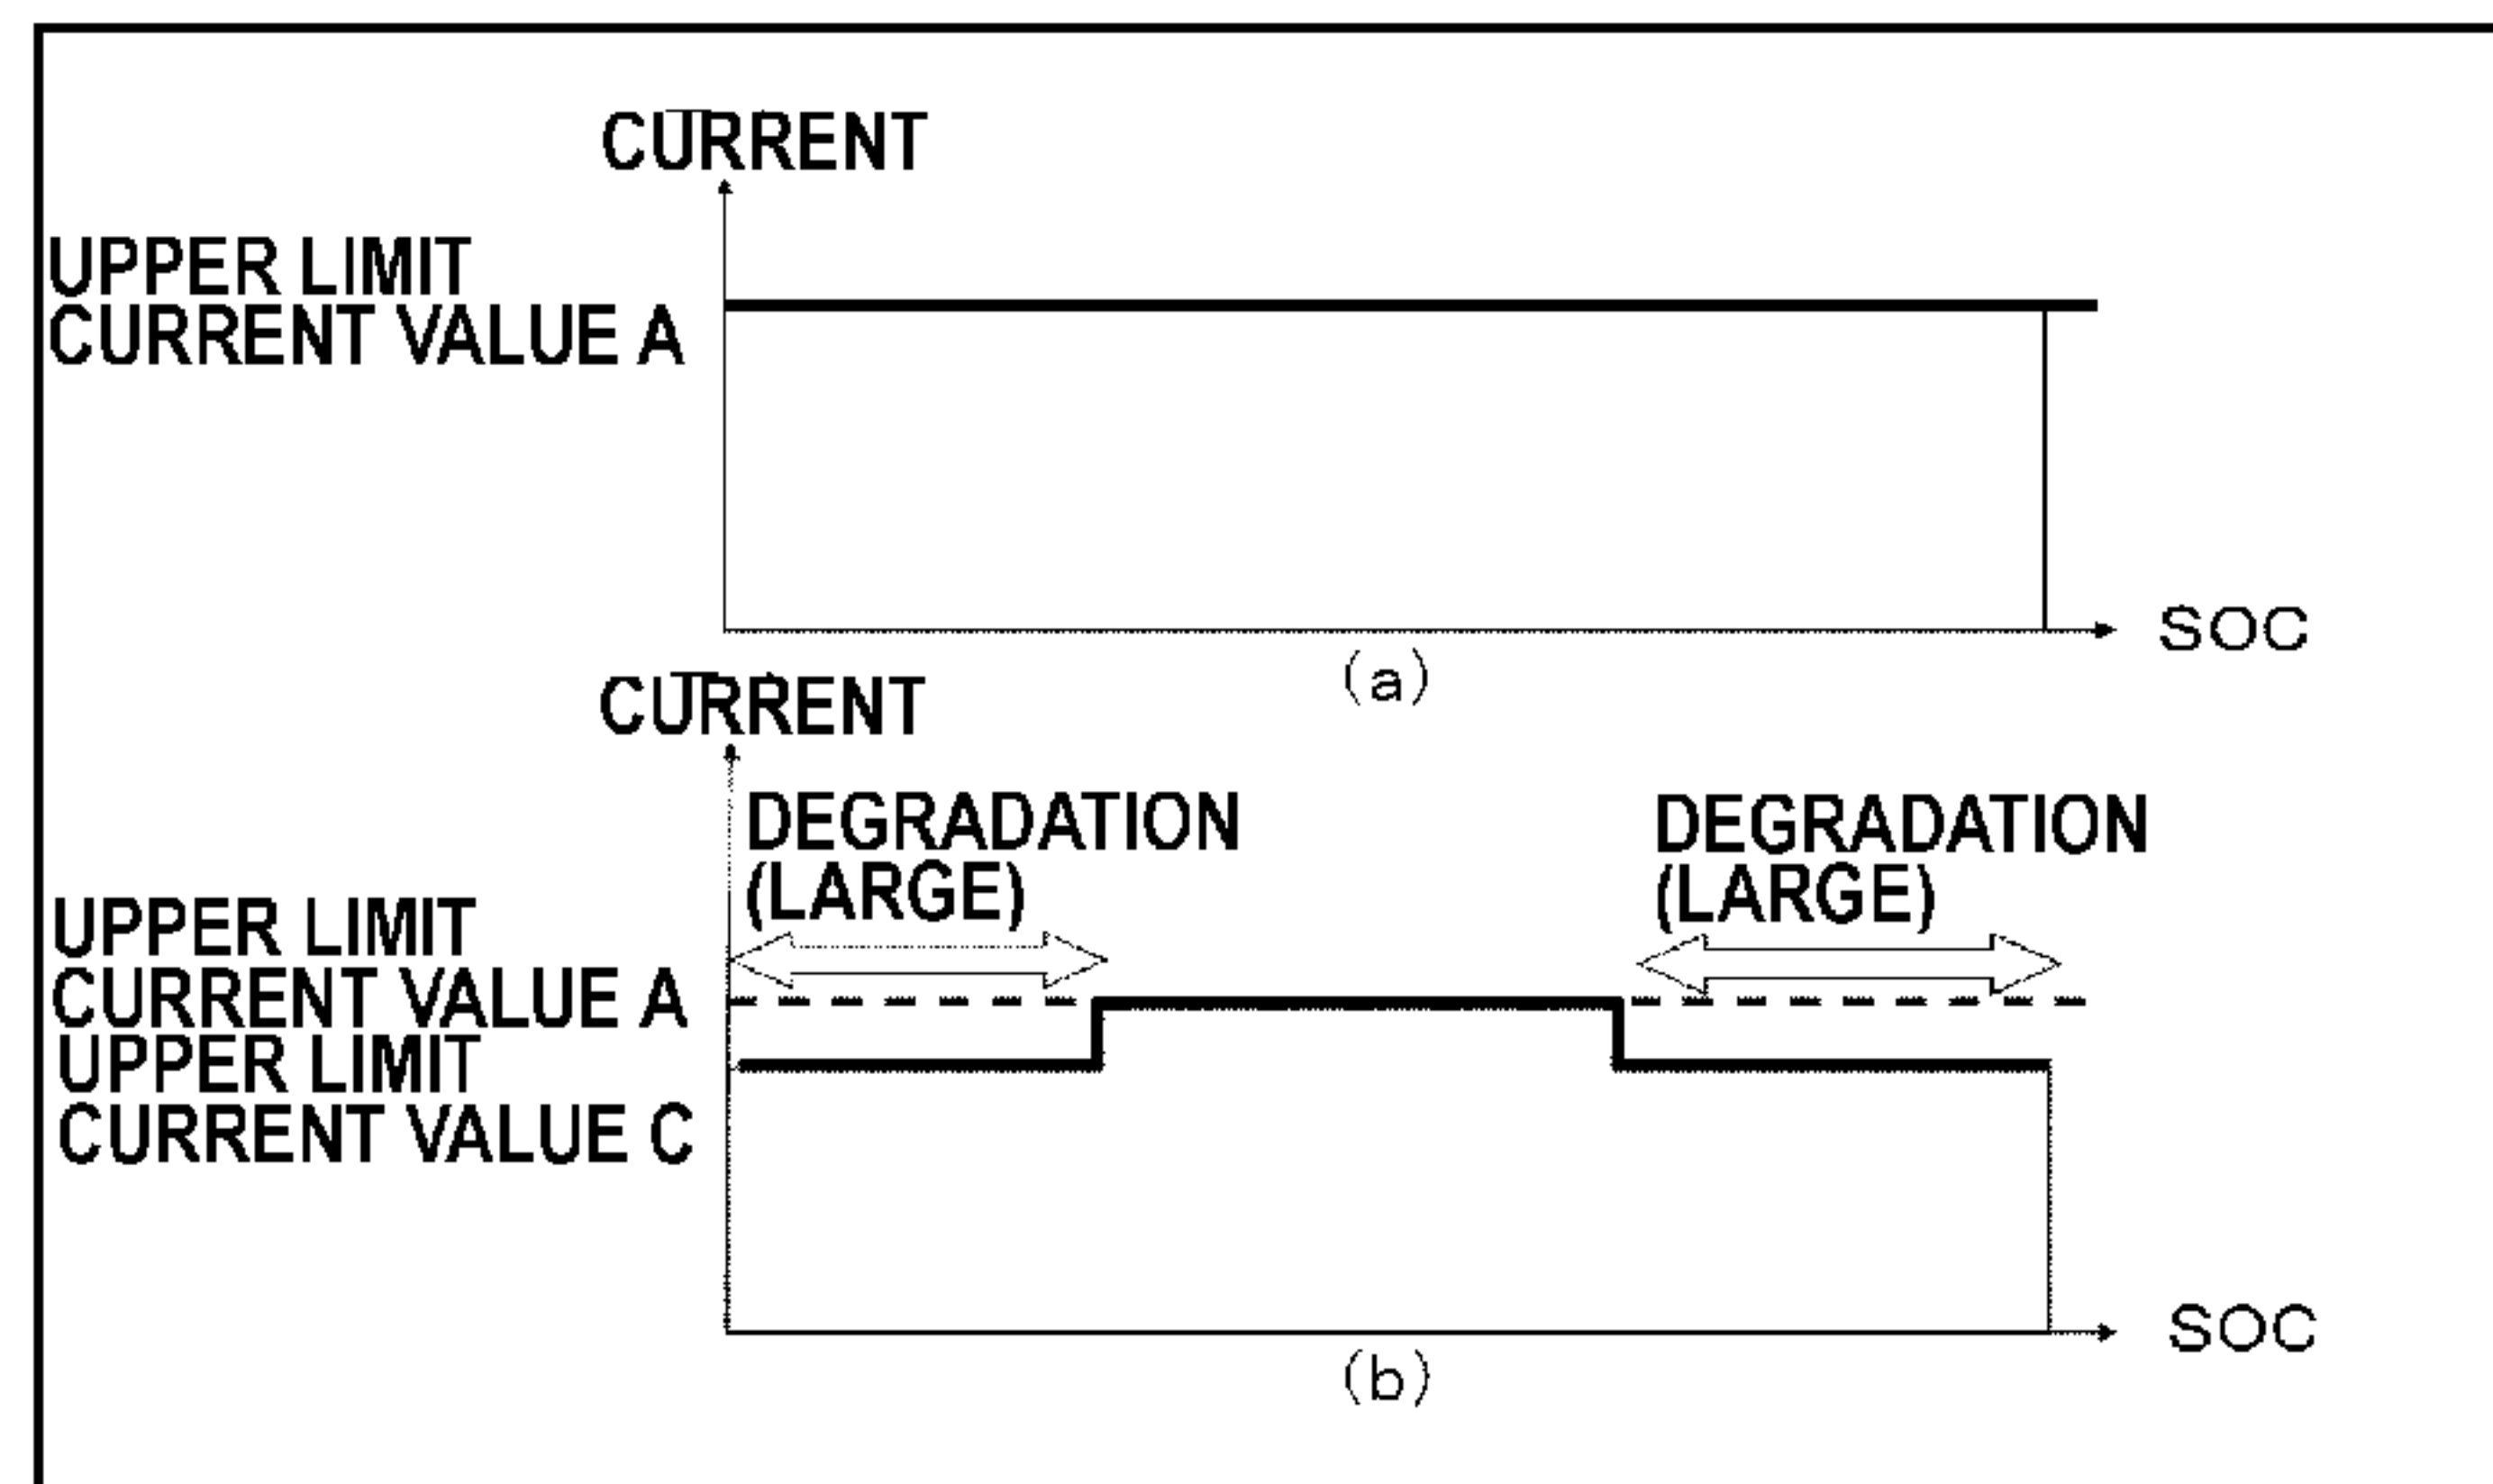 CURRENT
UPPER LIMIT
CURRENT VALUE A
SOC
(a)
CURRENT
DEGRADATION
(LARGE)
DEGRADATION
(LARGE)
UPPER LIMIT
CURRENT VALUE A
UPPER LIMIT
CURRENT VALUE C
SOC
(b)